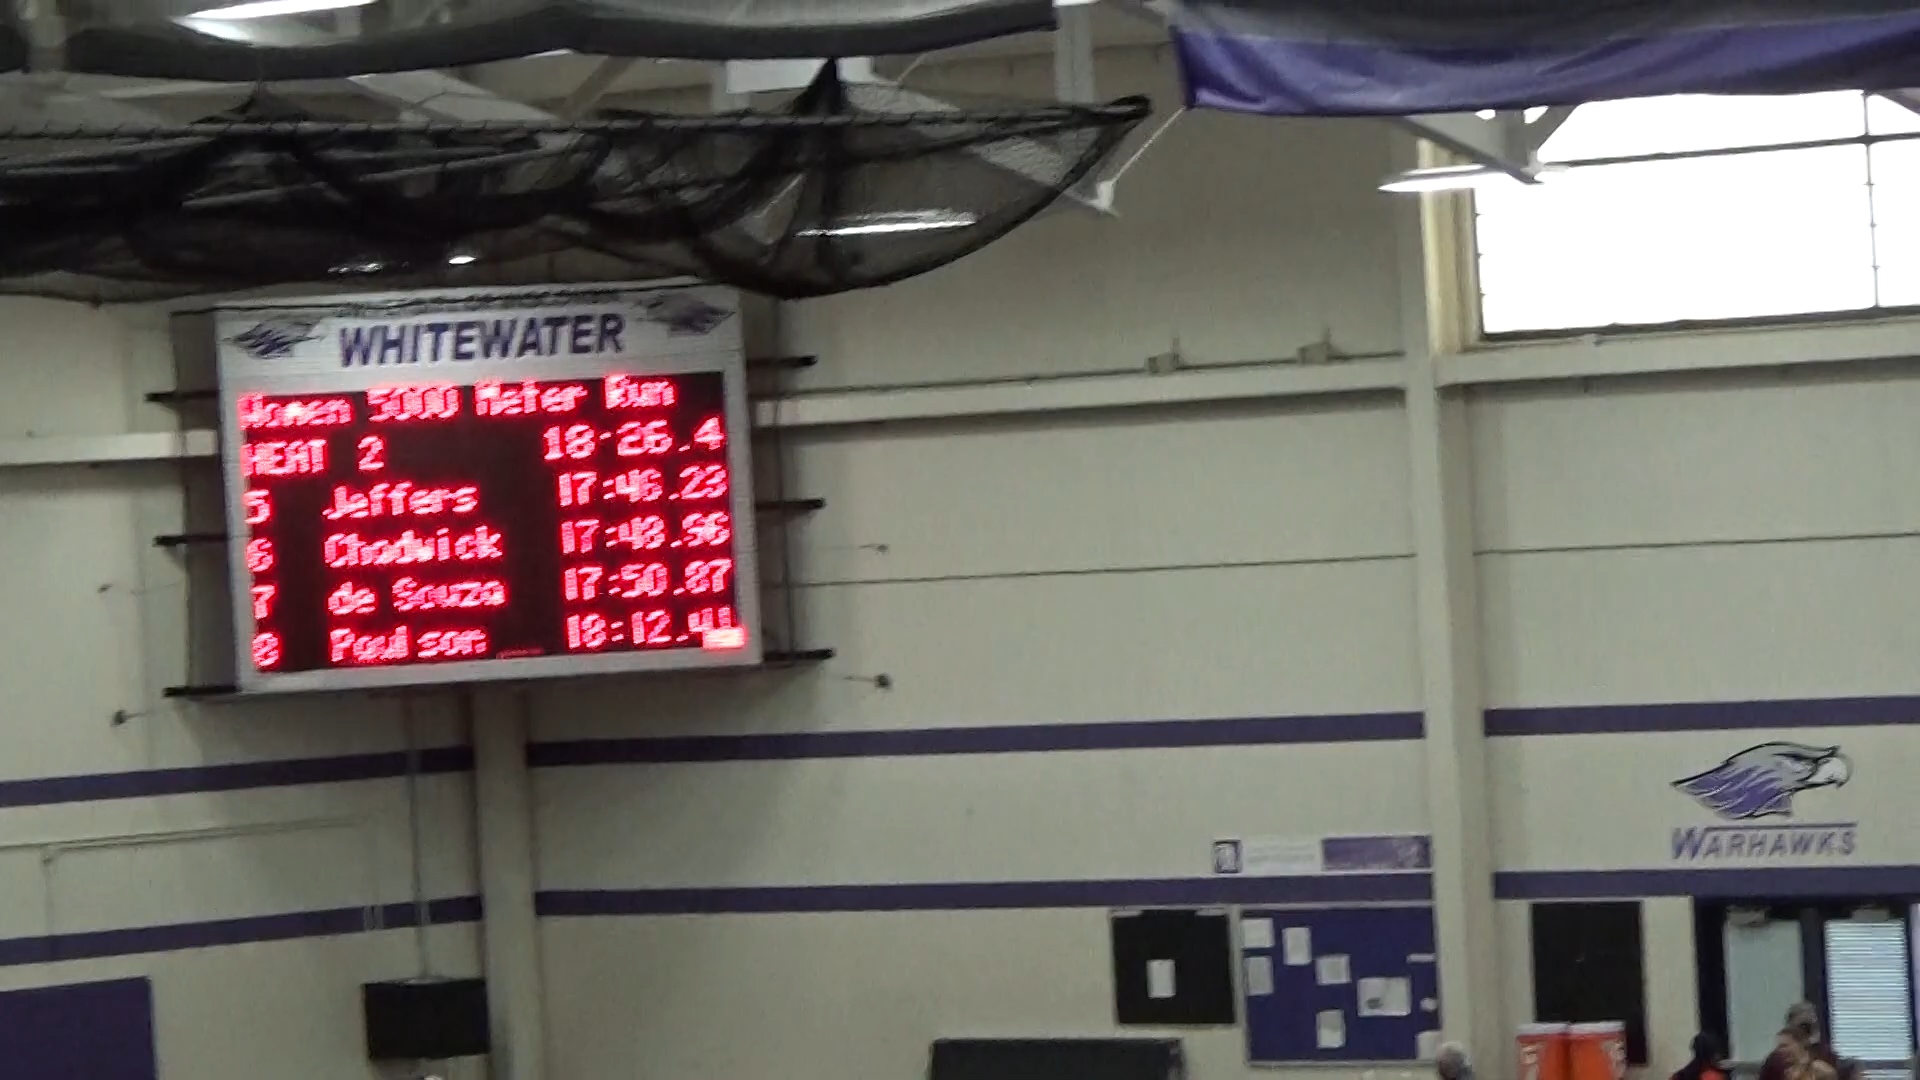 WHITEWATER
Women 5000 Meter Run
HEAT 2 18:26.4
5 Jeffers 17:46.23
6 Chadwick 17:48.96
7 de Souza 17:50.87
8 Poulson 18:12.41
WARHAWKS